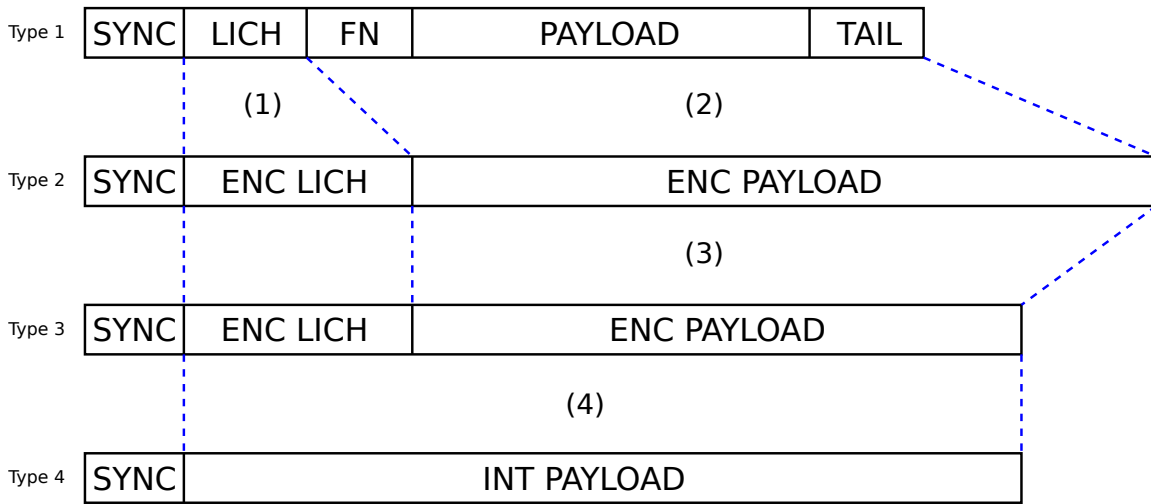 Type 1 SYNC LICH FN PAYLOAD TAIL
(1) (2)
Type 2 SYNC ENC LICH ENC PAYLOAD
(3)
Type 3 SYNC ENC LICH ENC PAYLOAD
(4)
Type 4 SYNC INT PAYLOAD